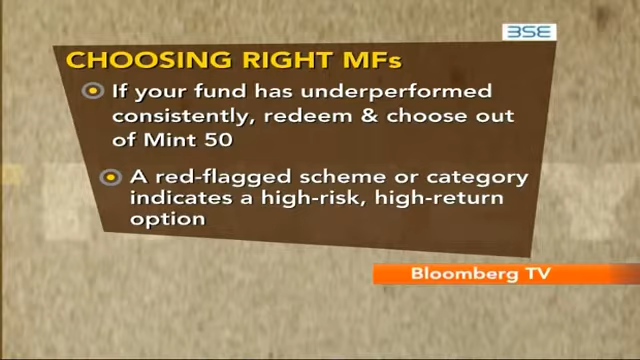 BSE
CHOOSING RIGHT MFs
If your fund has underperformed
consistently, redeem & choose out
of Mint 50
A red-flagged scheme or category
indicates a high-risk, high-return
option
Bloomberg TV